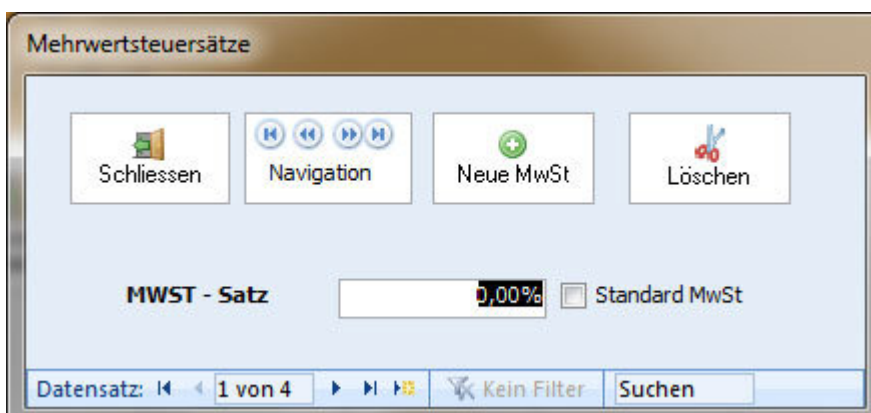 Mehrwertsteuersätze
Schliessen
Navigation
Neue MwSt
Löschen
MWST - Satz
0,00%
Standard MwSt
Datensatz: 1 von 4 Kein Filter Suchen